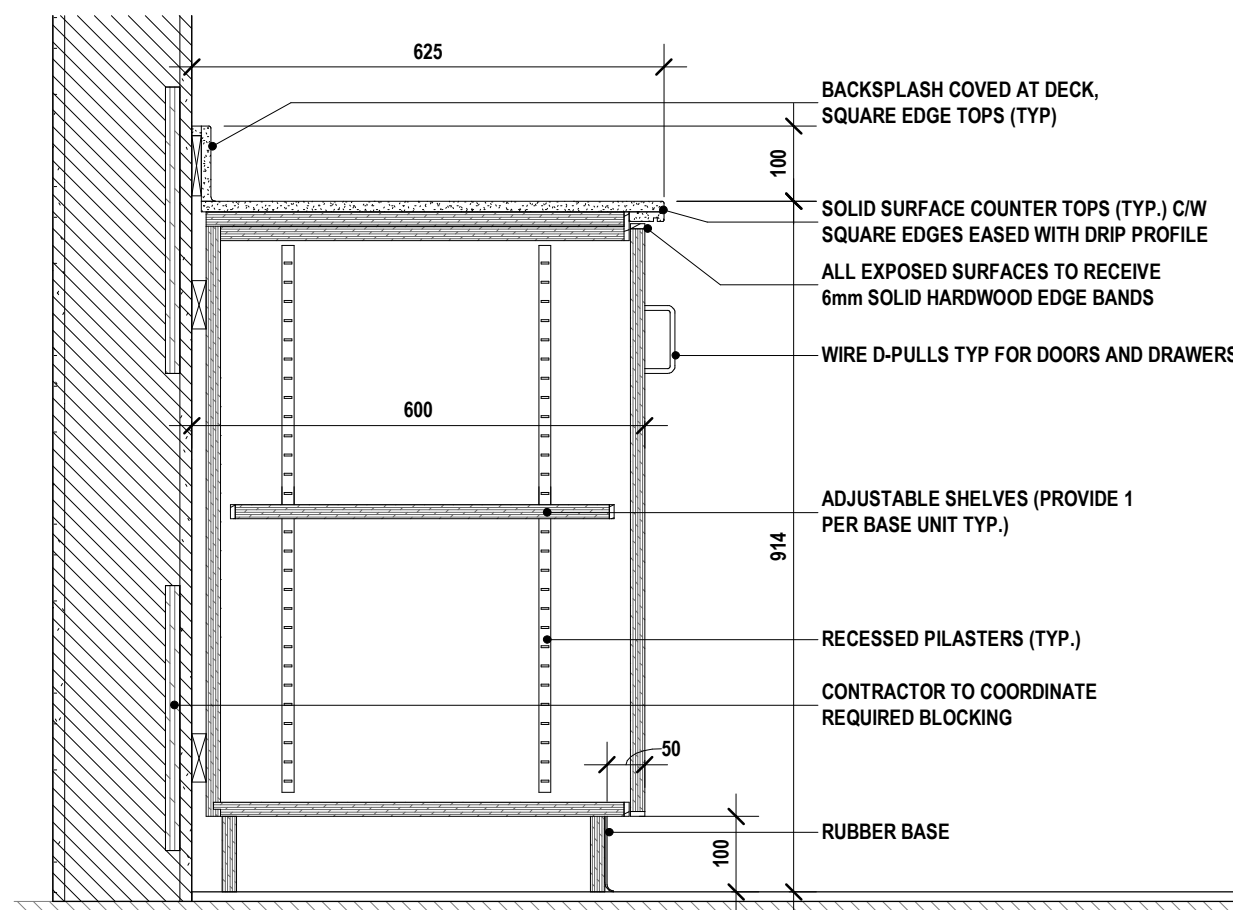 625
BACKSPLASH COVED AT DECK,
SQUARE EDGE TOPS (TYP)
100
SOLID SURFACE COUNTER TOPS (TYP.) C/W
SQUARE EDGES EASED WITH DRIP PROFILE
ALL EXPOSED SURFACES TO RECEIVE
6mm SOLID HARDWOOD EDGE BANDS
WIRE D-PULLS TYP FOR DOORS AND DRAWERS
600
ADJUSTABLE SHELVES (PROVIDE 1
PER BASE UNIT TYP.)
914
RECESSED PILASTERS (TYP.)
CONTRACTOR TO COORDINATE
REQUIRED BLOCKING
50
RUBBER BASE
100